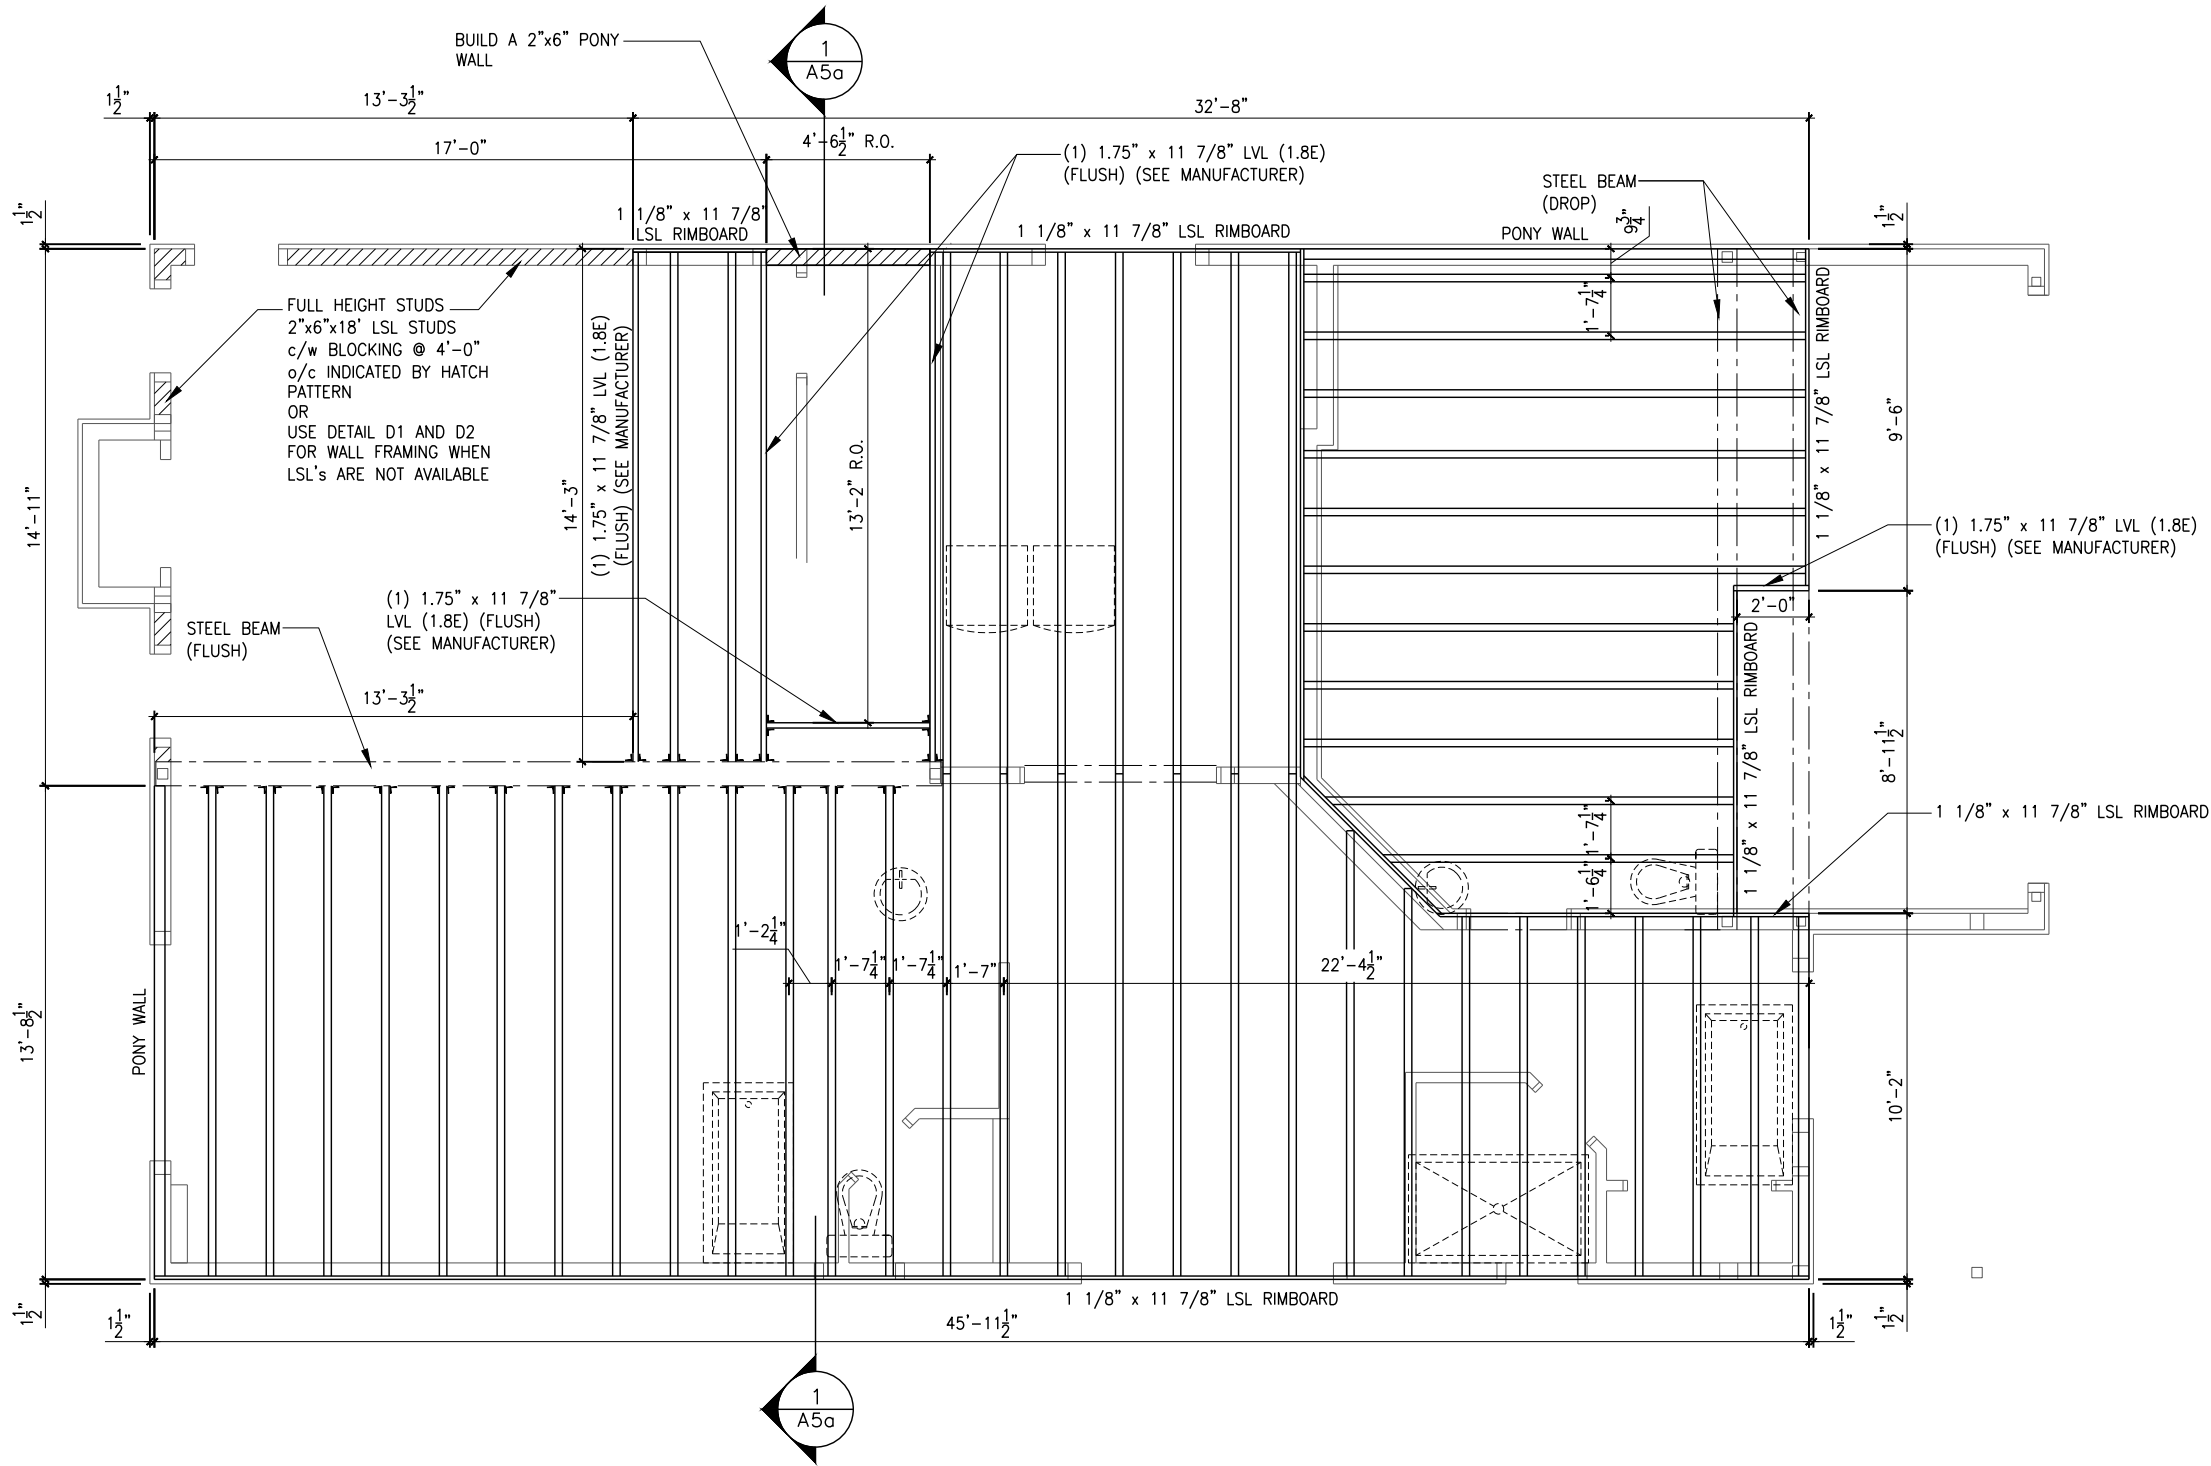 BUILD A 2"x6" PONY
WALL
1
A5a
1½"
13'-3½"
32'-8"
17'-0"
4'-6½" R.O.
(1) 1.75" x 11 7/8" LVL (1.8E)
(FLUSH) (SEE MANUFACTURER)
STEEL BEAM
(DROP)
9¾"
1½"
1 1/8" x 11 7/8"
LSL RIMBOARD
1 1/8" x 11 7/8" LSL RIMBOARD
PONY WALL
1½"
FULL HEIGHT STUDS
2"x6"x18' LSL STUDS
c/w BLOCKING @ 4'-0"
o/c INDICATED BY HATCH
PATTERN
OR
USE DETAIL D1 AND D2
FOR WALL FRAMING WHEN
LSL's ARE NOT AVAILABLE
14'-11"
14'-3"
(1) 1.75" x 11 7/8" LVL (1.8E)
(FLUSH) (SEE MANUFACTURER)
13'-2" R.O.
1'-7¼"
1 1/8" x 11 7/8" LSL RIMBOARD
9'-6"
(1) 1.75" x 11 7/8" LVL (1.8E)
(FLUSH) (SEE MANUFACTURER)
(1) 1.75" x 11 7/8"
LVL (1.8E) (FLUSH)
(SEE MANUFACTURER)
STEEL BEAM
(FLUSH)
2'-0"
13'-3½"
1 1/8" x 11 7/8" LSL RIMBOARD
8'-11½"
1 1/8" x 11 7/8" LSL RIMBOARD
1'-7¼"
1'-6¼"
1'-2¼"
1'-7¼"
1'-7¼"
1'-7"
22'-4½"
PONY WALL
13'-8½"
10'-2"
1 1/8" x 11 7/8" LSL RIMBOARD
1½"
1½"
45'-11½"
1½"
1½"
1
A5a